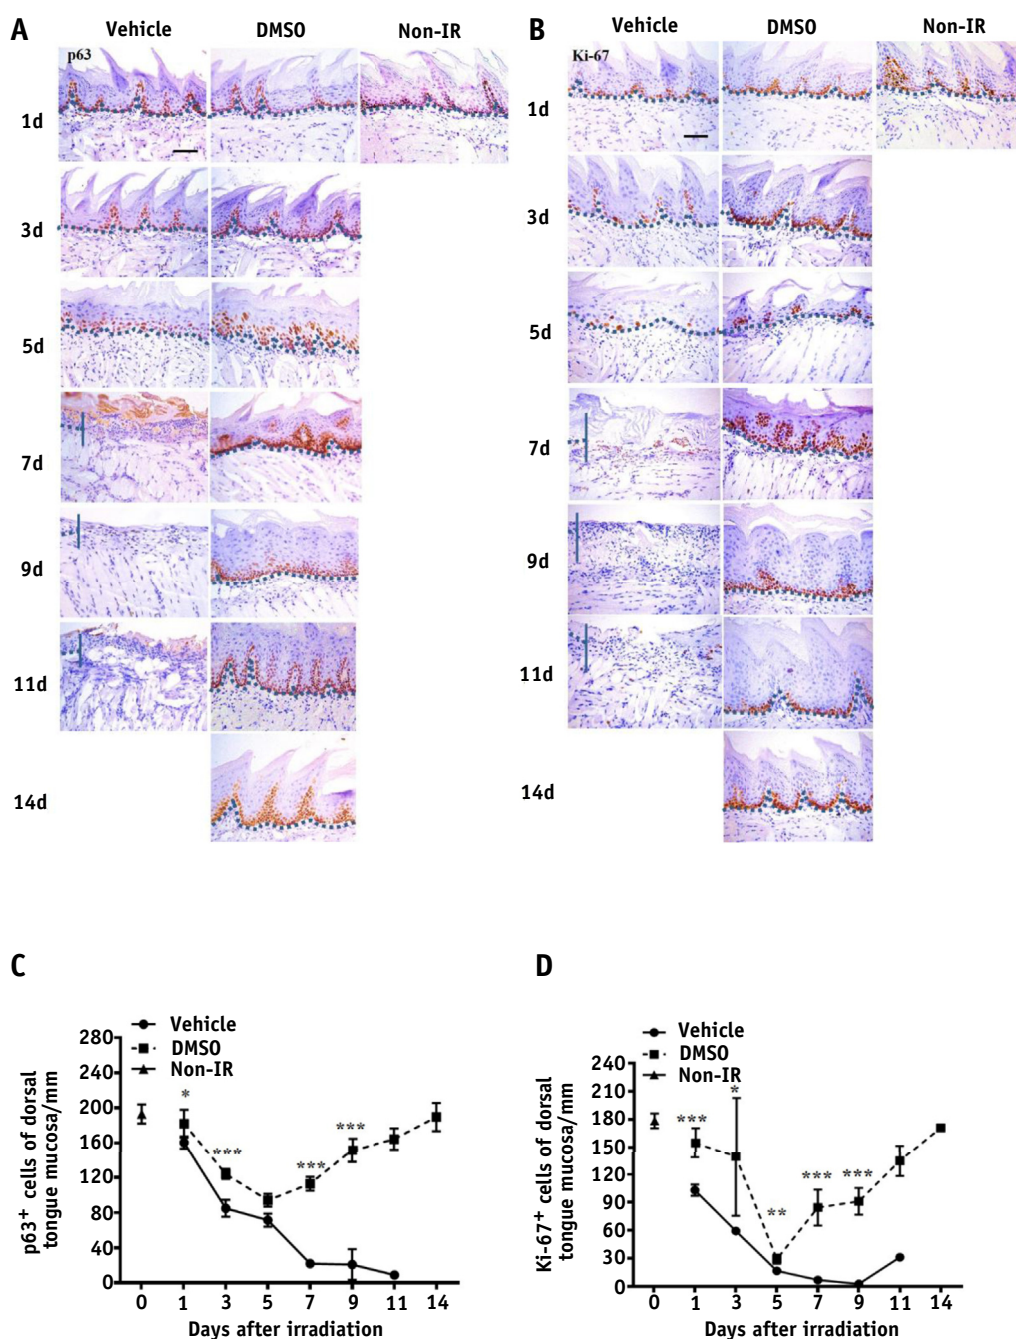 A
Vehicle DMSO Non-IR
p63
1d
3d
5d
7d
9d
11d
14d
B
Vehicle DMSO Non-IR
Ki-67
1d
3d
5d
7d
9d
11d
14d
C
Vehicle
DMSO
Non-IR
p63+ cells of dorsal
tongue mucosa/mm
280
240
200
160
120
80
40
0
* *** *** ***
0 1 3 5 7 9 11 14
Days after irradiation
D
Vehicle
DMSO
Non-IR
Ki-67+ cells of dorsal
tongue mucosa/mm
240
210
180
150
120
90
60
30
0
*** * ** *** ***
0 1 3 5 7 9 11 14
Days after irradiation